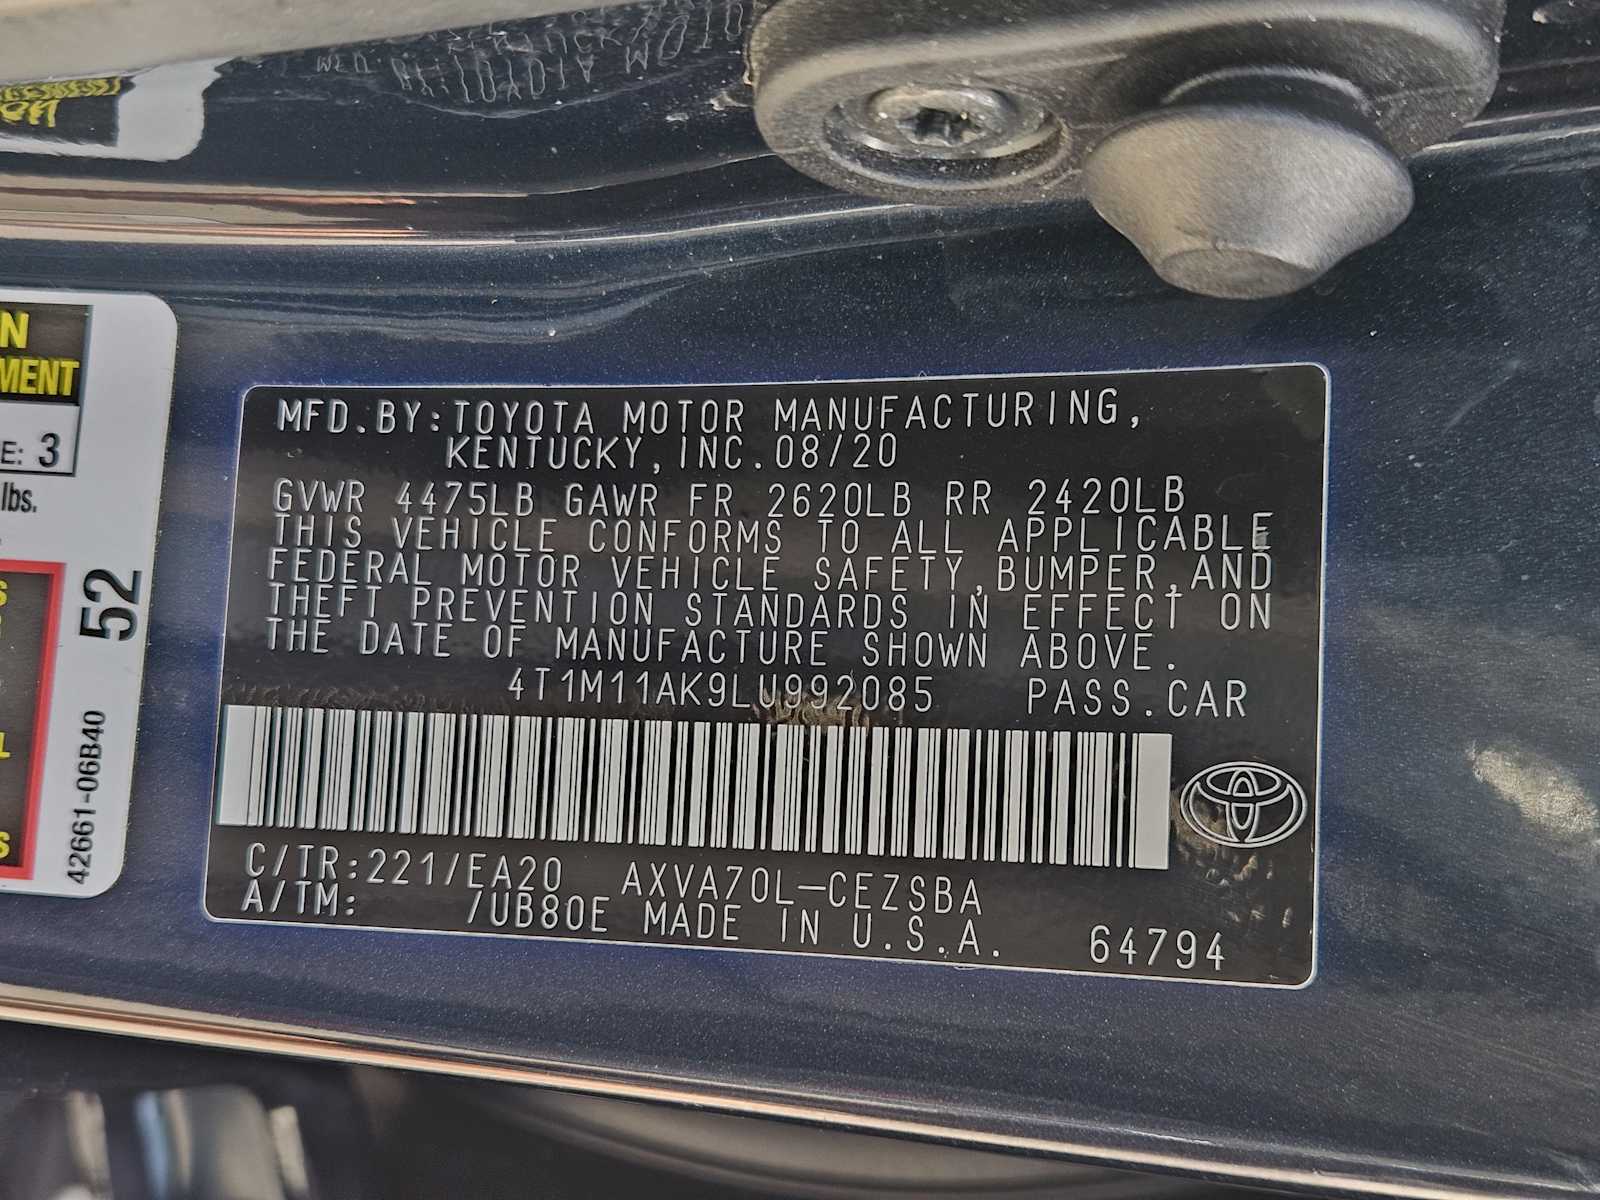 N
MENT
E: 3
lbs.
S
L
S
52
42661-06B40
MFD.BY:TOYOTA MOTOR MANUFACTURING,
KENTUCKY,INC.08/20
GVWR 4475LB GAWR FR 2620LB RR 2420LB
THIS VEHICLE CONFORMS TO ALL APPLICABLE
FEDERAL MOTOR VEHICLE SAFETY,BUMPER,AND
THEFT PREVENTION STANDARDS IN EFFECT ON
THE DATE OF MANUFACTURE SHOWN ABOVE.
4T1M11AK9LU992085 PASS.CAR
C/TR:221/EA20 AXVA70L-CEZSBA
A/TM: /UB80E MADE IN U.S.A. 64794